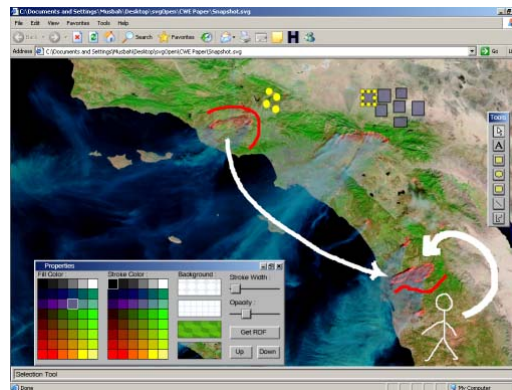 C:\Documents and Settings\Musbah\Desktop\svgOpen\CWE Paper\Snapshot.svg
File Edit View Favorites Tools Help
Back Search Favorites
Address C:\Documents and Settings\Musbah\Desktop\svgOpen\CWE Paper\Snapshot.svg Go
Tools
A
Properties
Fill Color: Stroke Color: Background: Stroke Width:
Opacity:
Get RDF
Up Down
Selection Tool
Done My Computer